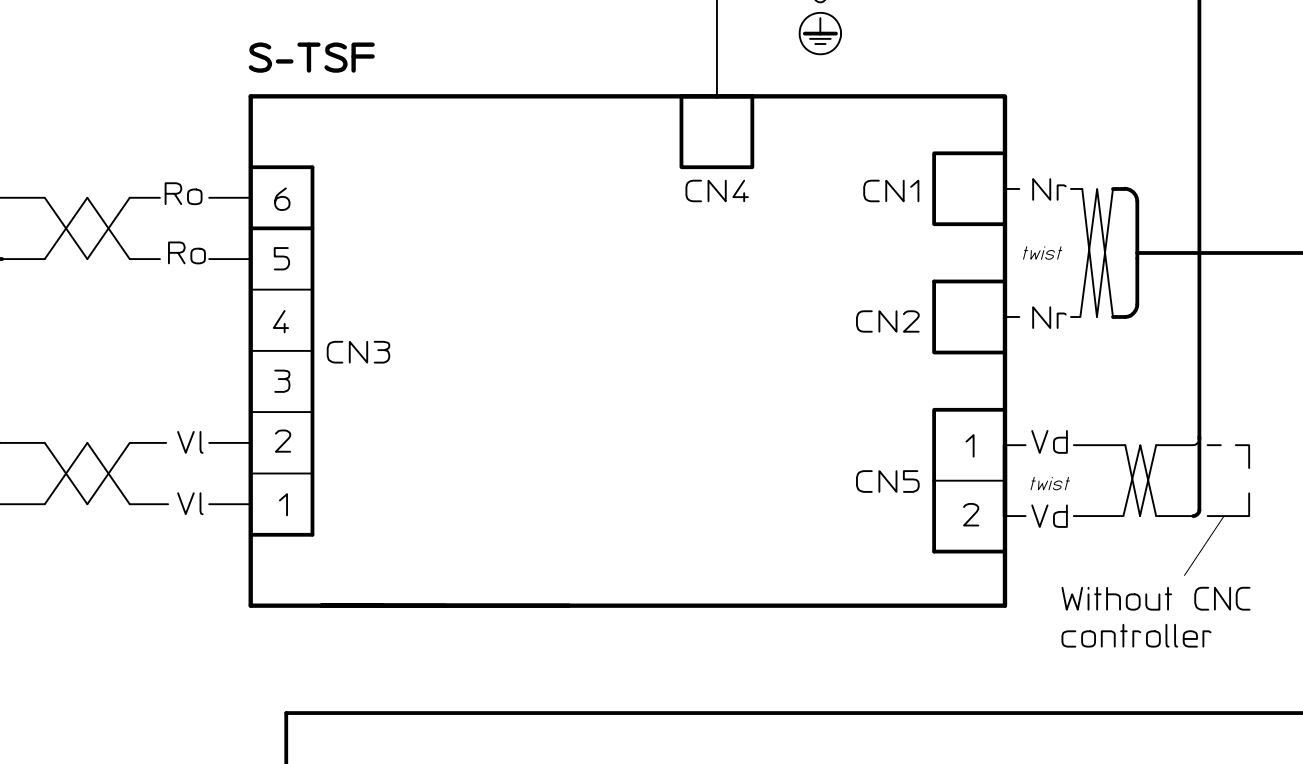 S-TSF
CN4
Ro
6
Ro
5
4
3
CN3
Vl
2
Vl
1
CN1
Nr
twist
CN2
Nr
CN5
1
Vd
twist
2
Vd
Without CNC
controller